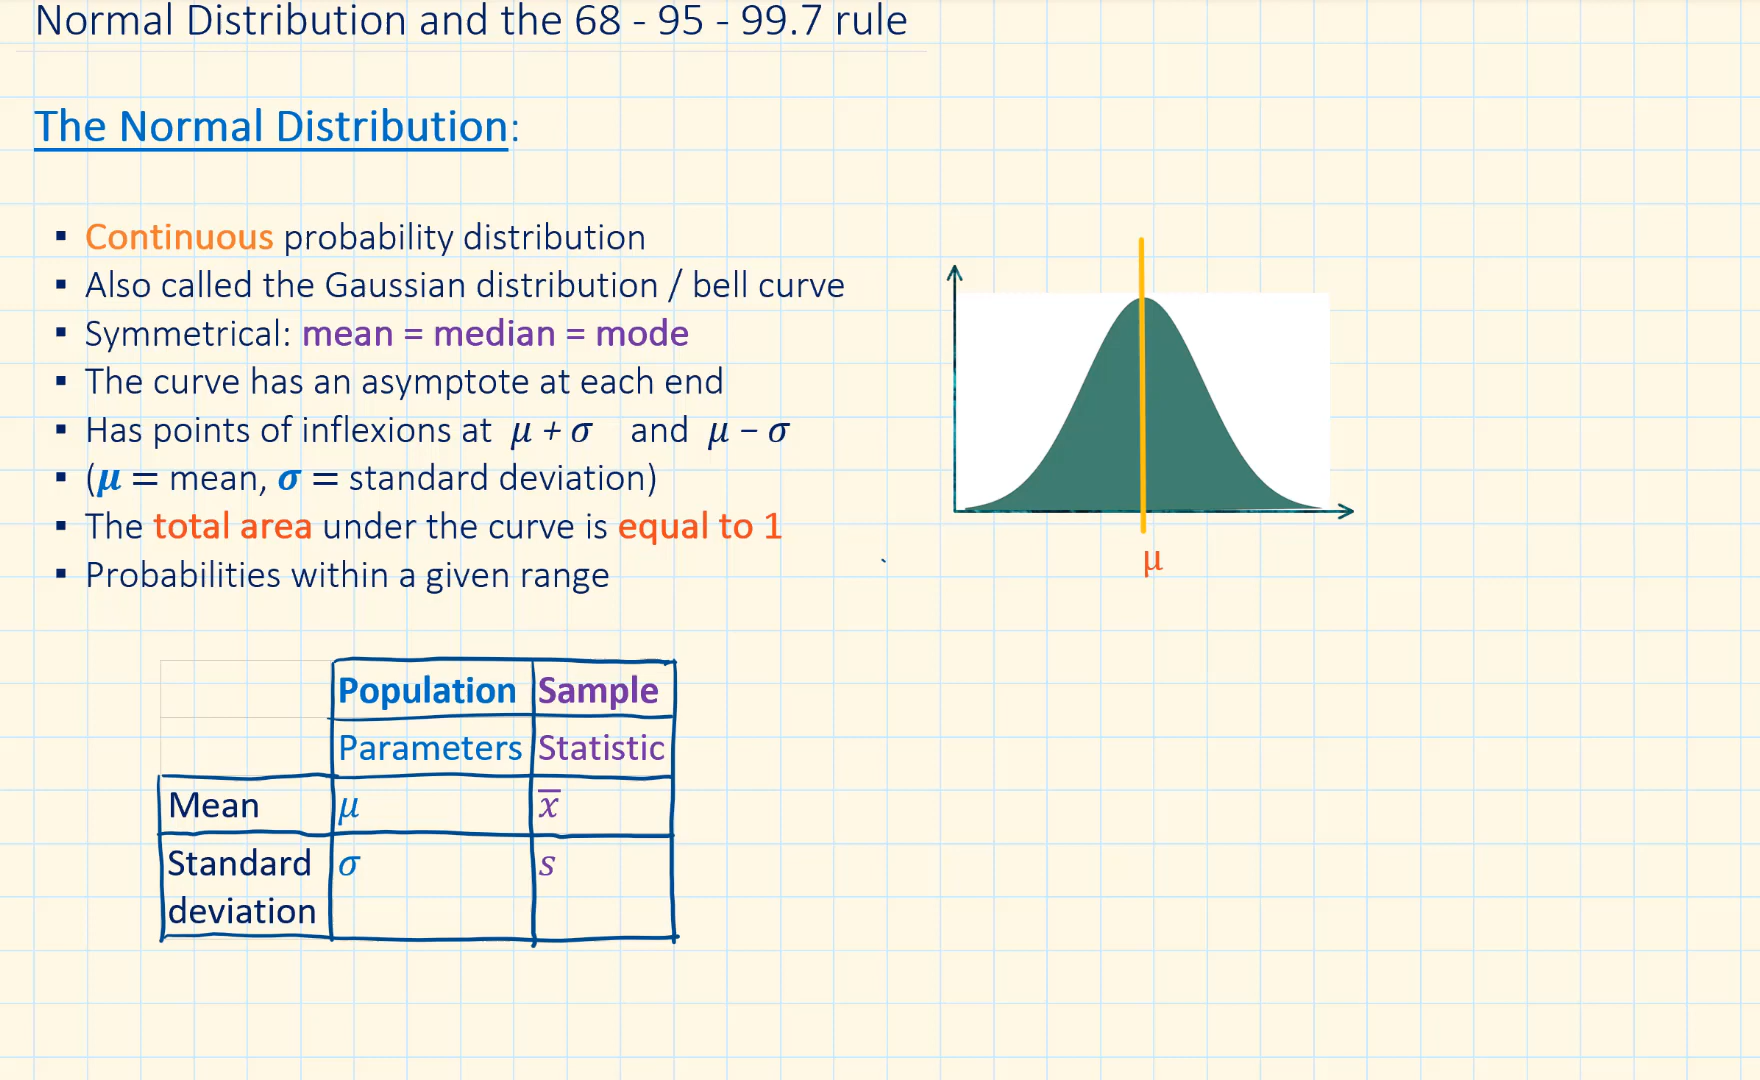 Normal Distribution and the 68 - 95 - 99.7 rule
The Normal Distribution:
▪ Continuous probability distribution
▪ Also called the Gaussian distribution / bell curve
▪ Symmetrical: mean = median = mode
▪ The curve has an asymptote at each end
▪ Has points of inflexions at μ + σ and μ − σ
▪ (μ = mean, σ = standard deviation)
▪ The total area under the curve is equal to 1
▪ Probabilities within a given range
μ
Population Sample
Parameters Statistic
Mean μ x̅
Standard σ s
deviation